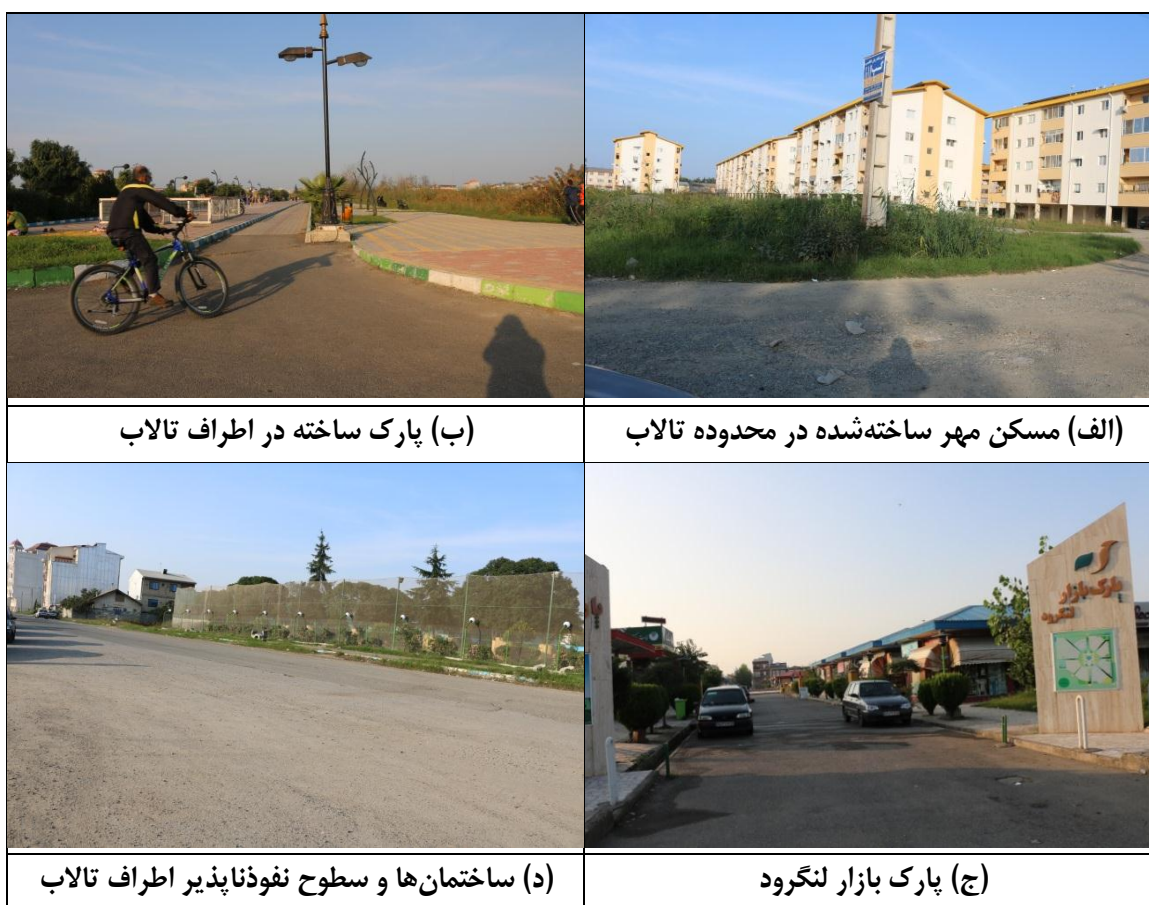 پارک بازار
لنگرود
(الف) مسکن مهر ساخته‌شده در محدوده تالاب
(ب) پارک ساخته در اطراف تالاب
(ج) پارک بازار لنگرود
(د) ساختمان‌ها و سطوح نفوذناپذیر اطراف تالاب